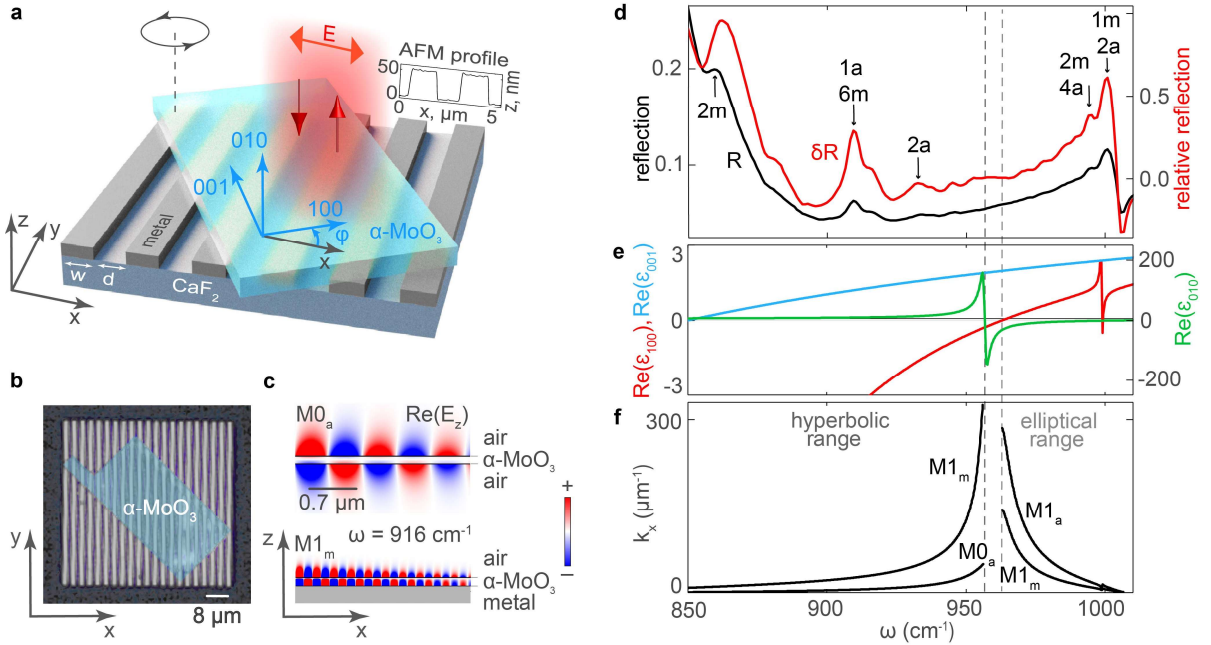 a
E
AFM profile
50
0
z, nm
0
x, μm
5
010
001
100
φ
x
α-MoO₃
metal
z
y
x
w
d
CaF₂
b
α-MoO₃
y
x
8 μm
c
M0ₐ
Re(E_z)
air
α-MoO₃
air
0.7 μm
+
−
ω = 916 cm⁻¹
z
M1ₘ
air
α-MoO₃
metal
x
d
reflection
0.2
0.1
2m
R
1a
6m
δR
2a
2m
4a
1m
2a
1.0
0.5
0.0
relative reflection
e
Re(ε₁₀₀), Re(ε₀₀₁)
3
0
-3
200
0
-200
Re(ε₀₁₀)
f
kₓ (μm⁻¹)
300
0
hyperbolic
range
elliptical
range
M1ₘ
M0ₐ
M1ₐ
M1ₘ
850
900
950
1000
ω (cm⁻¹)